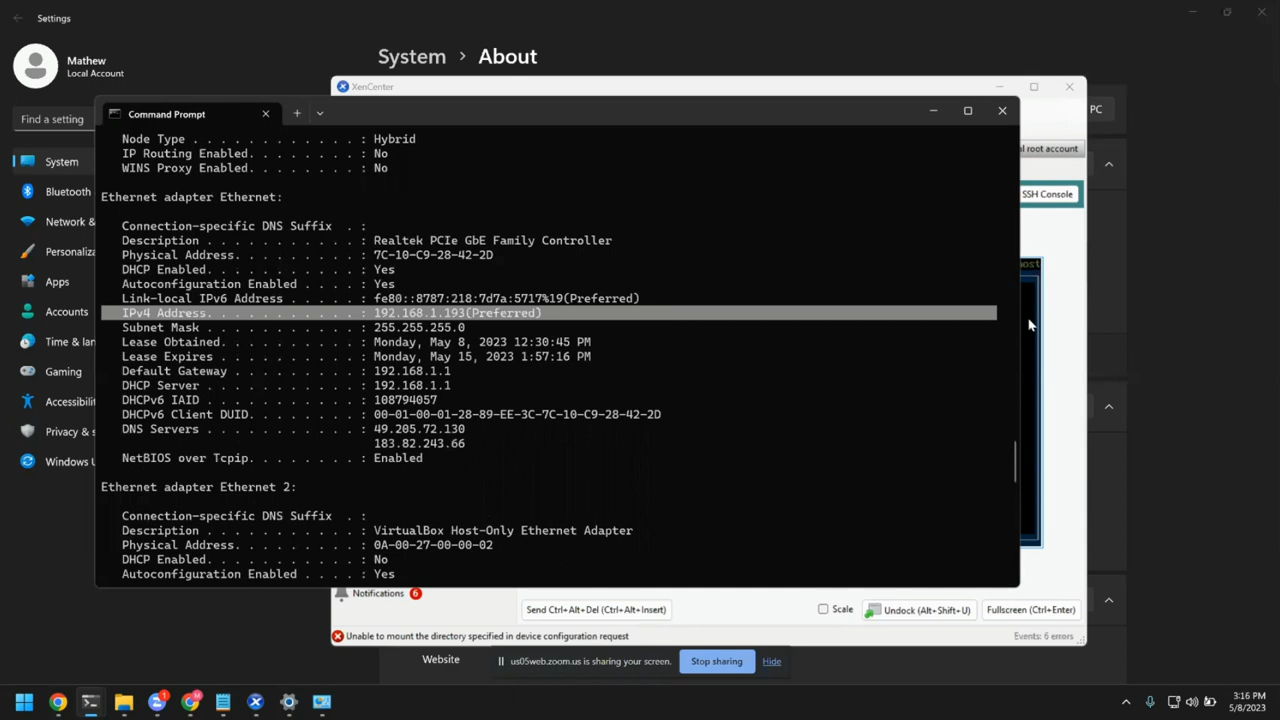 Settings
Mathew
Local Account
System > About
Find a setting
System
Bluetooth
Network &
Personaliza
Apps
Accounts
Time & lan
Gaming
Accessibili
Privacy & s
Windows U
XenCenter
PC
l root account
SSH Console
Command Prompt
Node Type . . . . . . . . . . . . : Hybrid
IP Routing Enabled. . . . . . . . : No
WINS Proxy Enabled. . . . . . . . : No
Ethernet adapter Ethernet:
Connection-specific DNS Suffix . :
Description . . . . . . . . . . . : Realtek PCIe GbE Family Controller
Physical Address. . . . . . . . . : 7C-10-C9-28-42-2D
DHCP Enabled. . . . . . . . . . . : Yes
Autoconfiguration Enabled . . . . : Yes
Link-local IPv6 Address . . . . . : fe80::8787:218:7d7a:5717%19(Preferred)
IPv4 Address. . . . . . . . . . . : 192.168.1.193(Preferred)
Subnet Mask . . . . . . . . . . . : 255.255.255.0
Lease Obtained. . . . . . . . . . : Monday, May 8, 2023 12:30:45 PM
Lease Expires . . . . . . . . . . : Monday, May 15, 2023 1:57:16 PM
Default Gateway . . . . . . . . . : 192.168.1.1
DHCP Server . . . . . . . . . . . : 192.168.1.1
DHCPv6 IAID . . . . . . . . . . . : 108794057
DHCPv6 Client DUID. . . . . . . . : 00-01-00-01-28-89-EE-3C-7C-10-C9-28-42-2D
DNS Servers . . . . . . . . . . . : 49.205.72.130
183.82.243.66
NetBIOS over Tcpip. . . . . . . . : Enabled
Ethernet adapter Ethernet 2:
Connection-specific DNS Suffix . :
Description . . . . . . . . . . . : VirtualBox Host-Only Ethernet Adapter
Physical Address. . . . . . . . . : 0A-00-27-00-00-02
DHCP Enabled. . . . . . . . . . . : No
Autoconfiguration Enabled . . . . : Yes
ost
Notifications 6
Send Ctrl+Alt+Del (Ctrl+Alt+Insert)
Scale
Undock (Alt+Shift+U)
Fullscreen (Ctrl+Enter)
Unable to mount the directory specified in device configuration request
Events: 6 errors
Website
us05web.zoom.us is sharing your screen.
Stop sharing
Hide
1
M
3:16 PM
5/8/2023